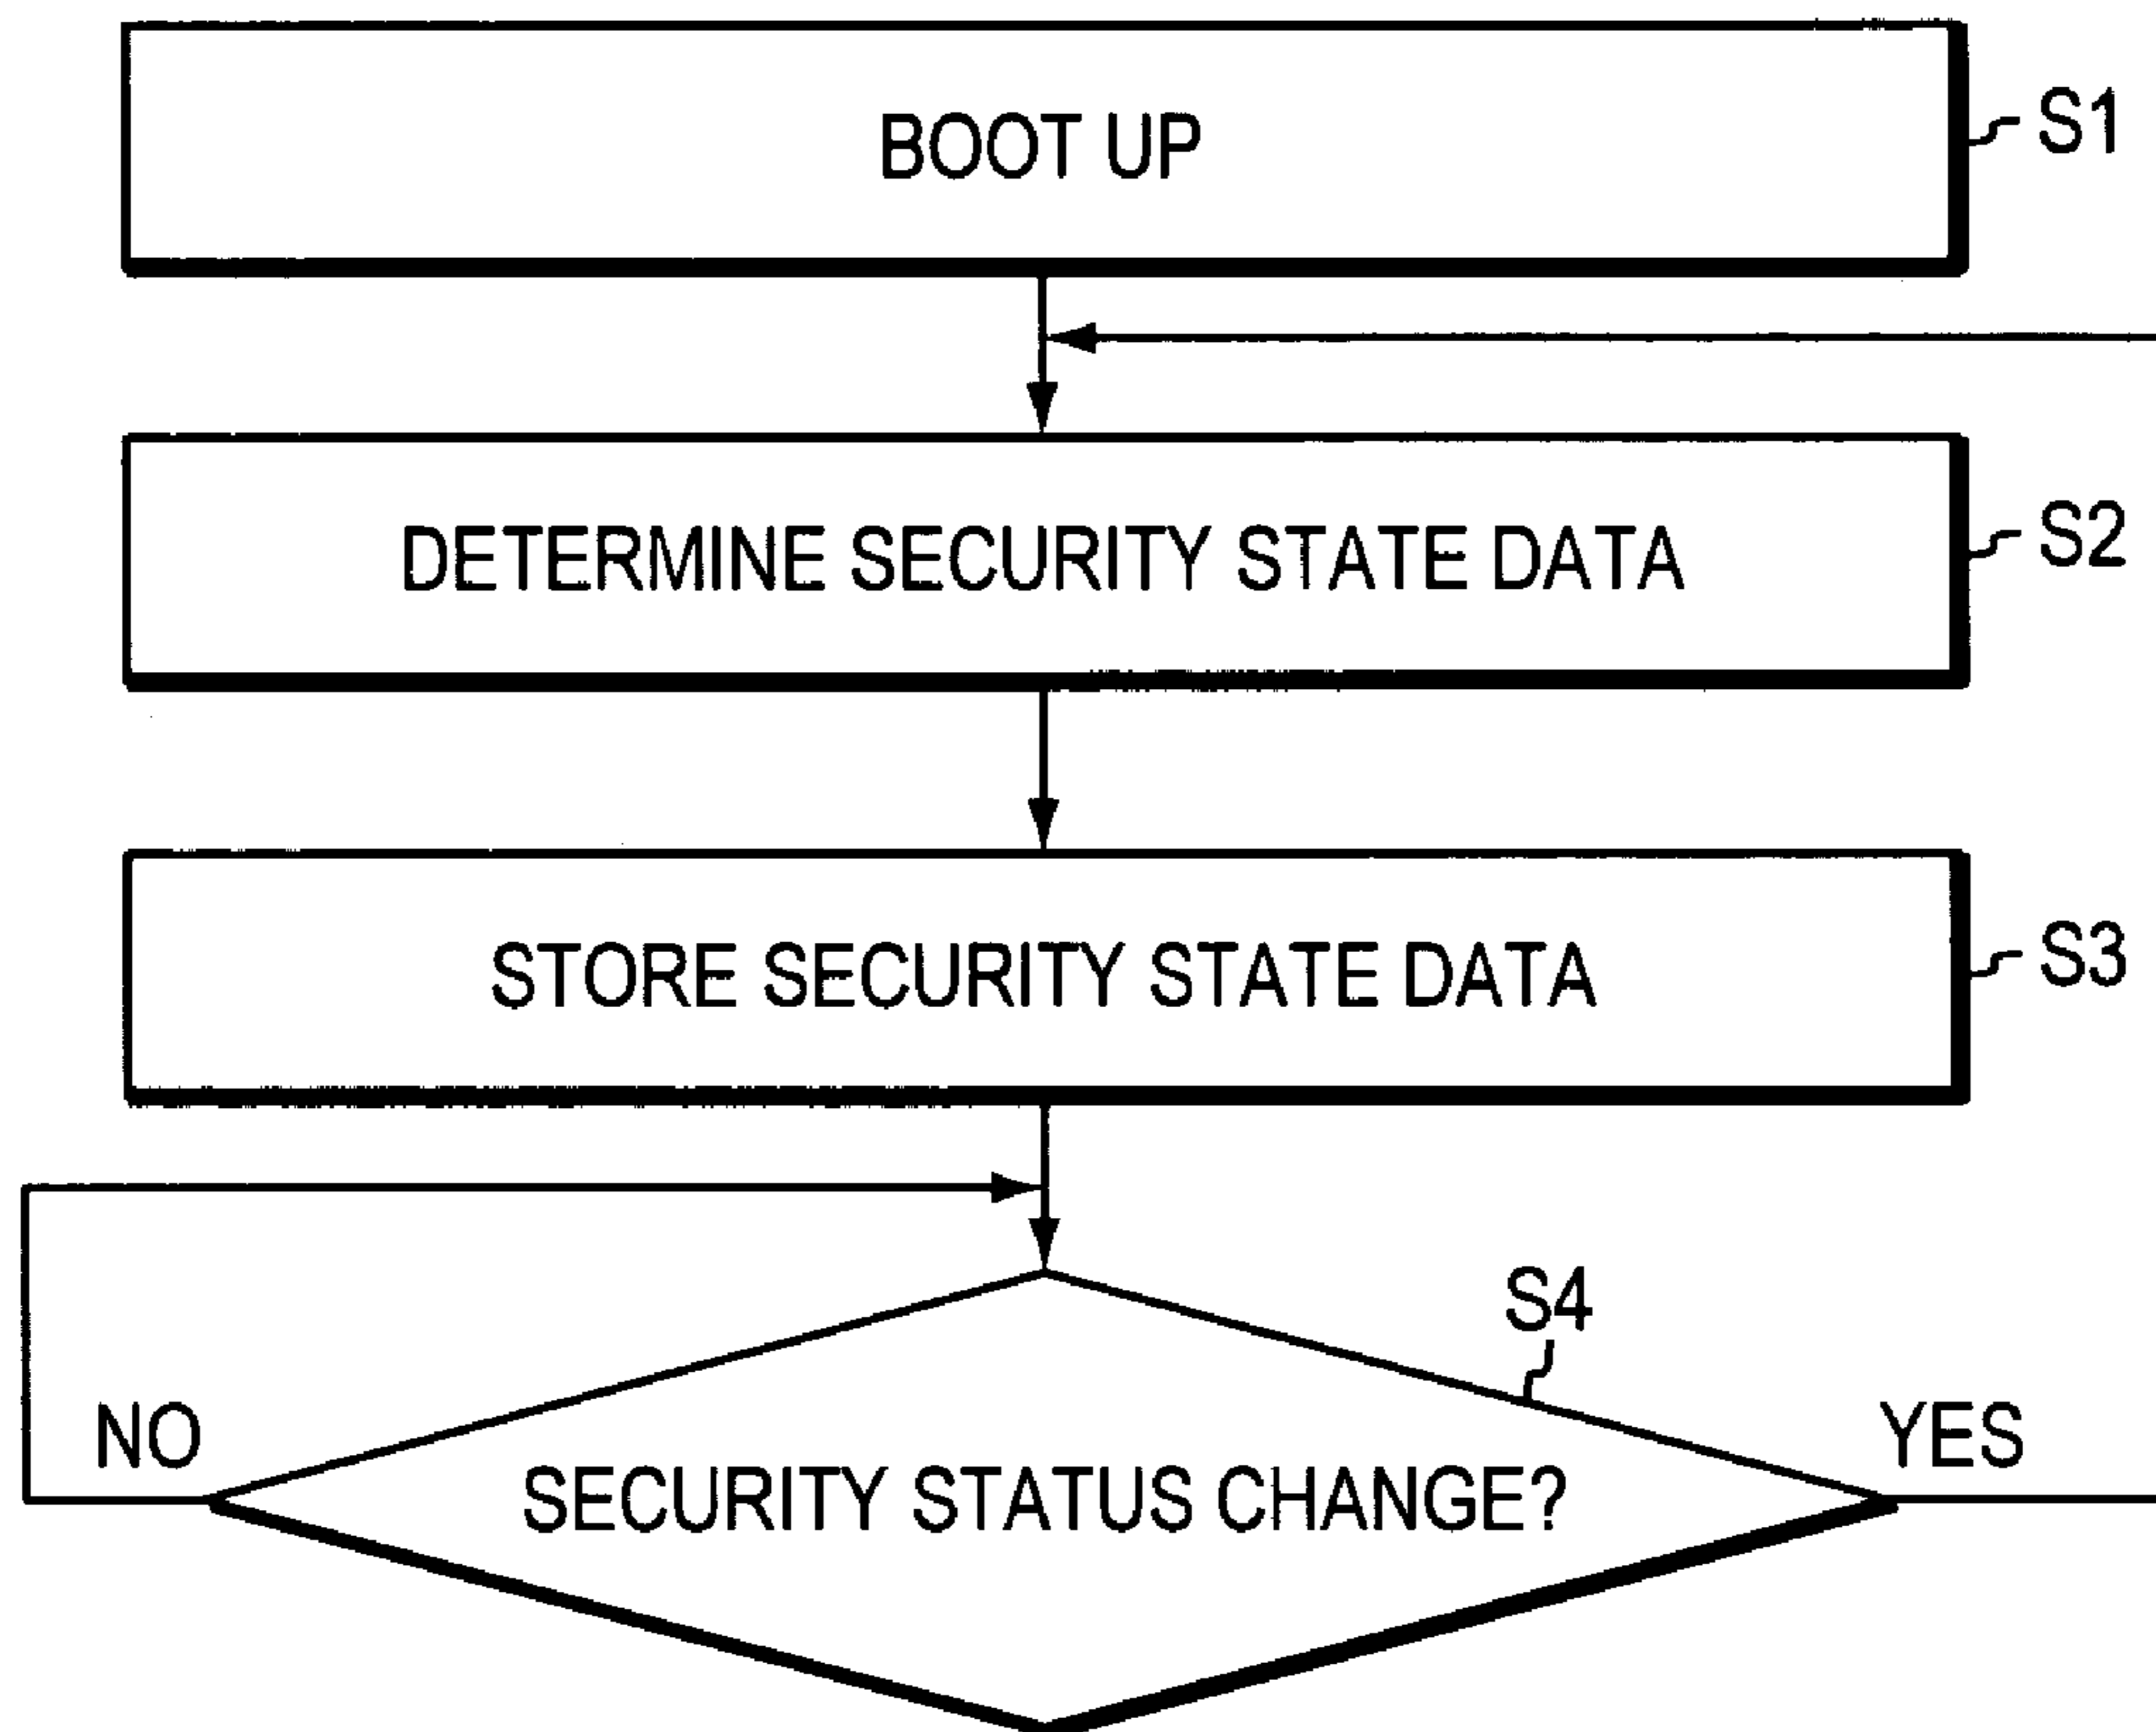 BOOT UP
S1
DETERMINE SECURITY STATE DATA
S2
STORE SECURITY STATE DATA
S3
S4
NO
YES
SECURITY STATUS CHANGE?